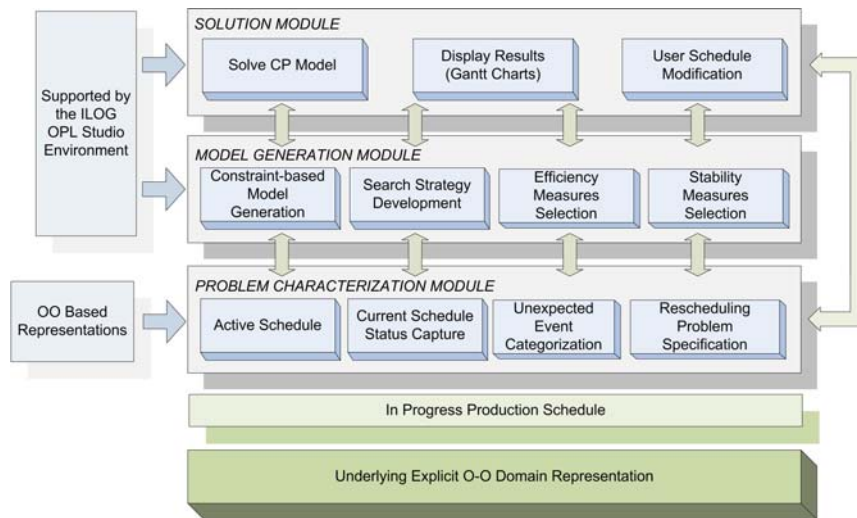 SOLUTION MODULE
Solve CP Model
Display Results
(Gantt Charts)
User Schedule
Modification
Supported by
the ILOG
OPL Studio
Environment
MODEL GENERATION MODULE
Constraint-based
Model
Generation
Search Strategy
Development
Efficiency
Measures
Selection
Stability
Measures
Selection
PROBLEM CHARACTERIZATION MODULE
OO Based
Representations
Active Schedule
Current Schedule
Status Capture
Unexpected
Event
Categorization
Rescheduling
Problem
Specification
In Progress Production Schedule
Underlying Explicit O-O Domain Representation